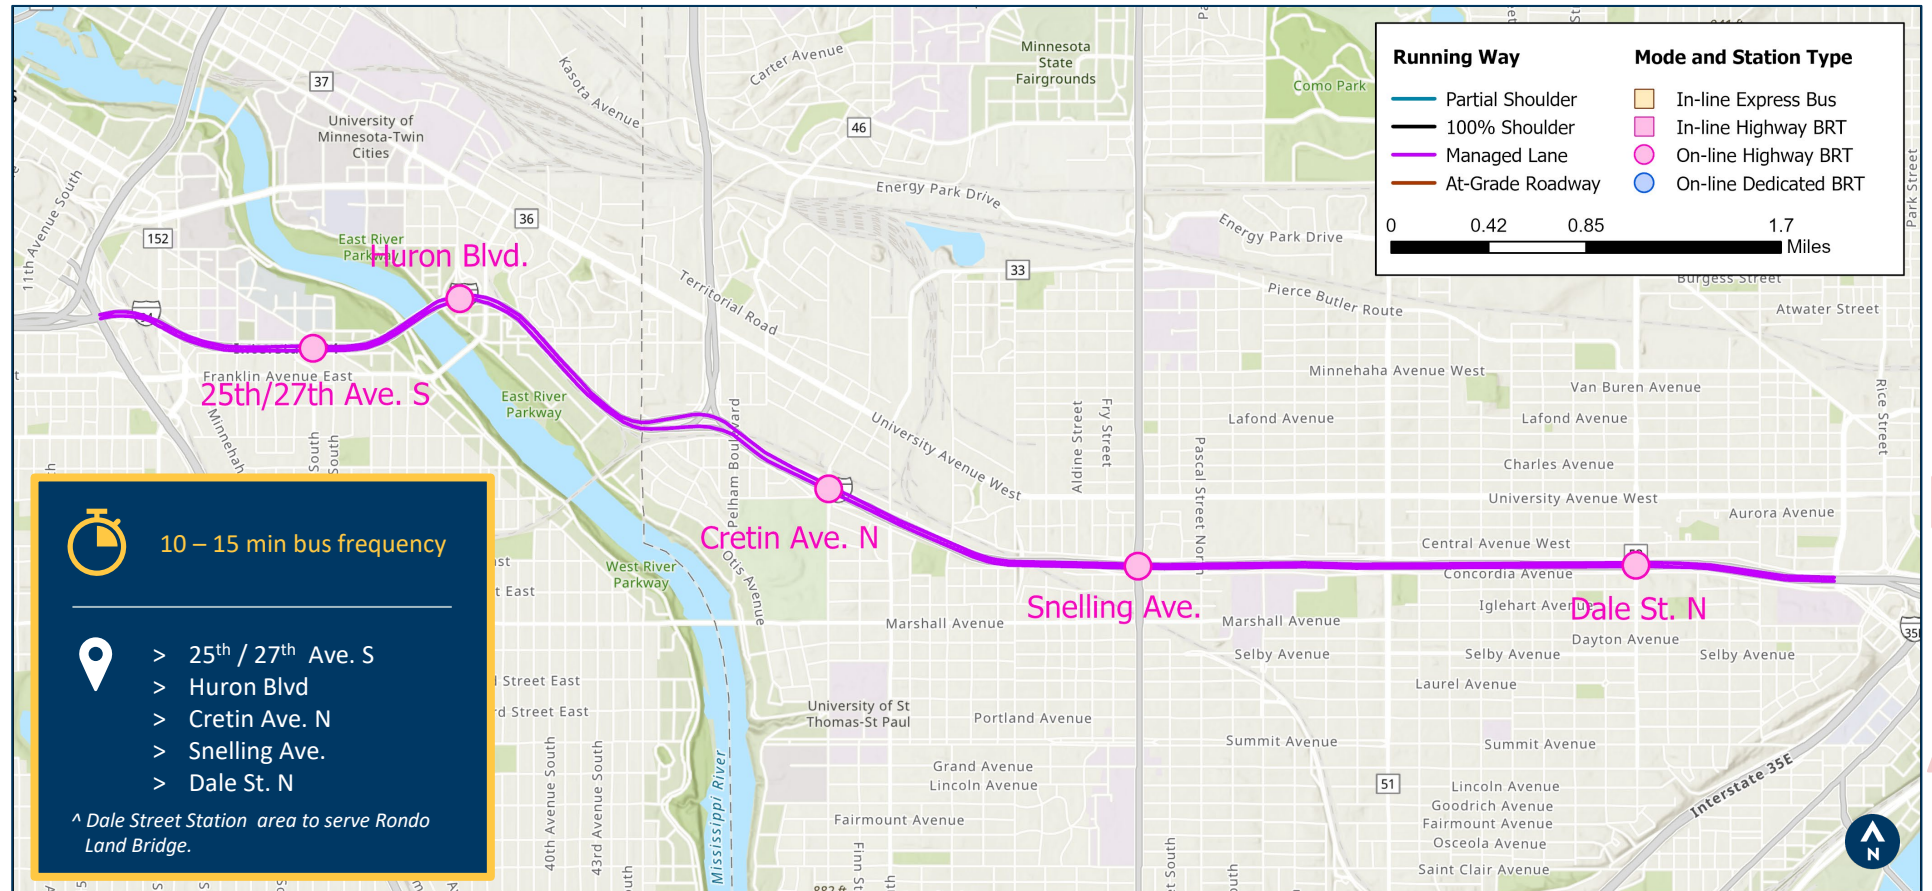 Running Way
Partial Shoulder
100% Shoulder
Managed Lane
At-Grade Roadway
Mode and Station Type
In-line Express Bus
In-line Highway BRT
On-line Highway BRT
On-line Dedicated BRT
0 0.42 0.85 1.7
Miles
Minnesota
State
Fairgrounds
Como Park
Carter Avenue
Kasota Avenue
37
University of
Minnesota-Twin
Cities
46
Energy Park Drive
Energy Park Drive
36
152
11th Avenue South
East River
Parkway
Huron Blvd.
33
Territorial Road
Pierce Butler Route
Burgess Street
Atwater Street
Park Street
Rice Street
25th/27th Ave. S
Franklin Avenue East
East River
Parkway
Pelham Boulevard
University Avenue West
Aldine Street
Fry Street
Pascal Street North
Minnehaha Avenue West
Van Buren Avenue
Lafond Avenue
Lafond Avenue
Charles Avenue
University Avenue West
Aurora Avenue
Central Avenue West
Concordia Avenue
Iglehart Avenue
Cretin Ave. N
Snelling Ave.
Dale St. N
Otis Avenue
West River
Parkway
Marshall Avenue
Marshall Avenue
Dayton Avenue
Selby Avenue
Selby Avenue
Selby Avenue
Laurel Avenue
University of St
Thomas-St Paul
Portland Avenue
Summit Avenue
Summit Avenue
Grand Avenue
Lincoln Avenue
51
Lincoln Avenue
Goodrich Avenue
Fairmount Avenue
Fairmount Avenue
Osceola Avenue
Saint Clair Avenue
Interstate 35E
Mississippi River
40th Avenue South
43rd Avenue South
South
South
t East
d Street East
rd Street East
10 – 15 min bus frequency
> 25th / 27th Ave. S
> Huron Blvd
> Cretin Ave. N
> Snelling Ave.
> Dale St. N
^ Dale Street Station area to serve Rondo
Land Bridge.
N